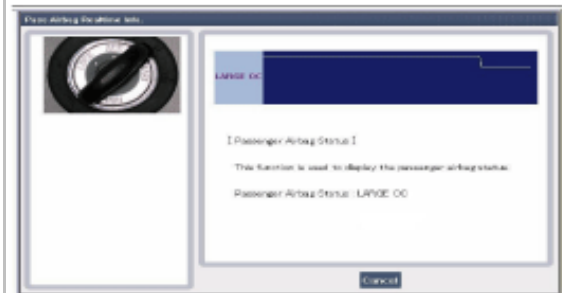 Pass Airbag Realtime Info.
LARGE OC
[ Passenger Airbag Status ]
This function is used to display the passenger airbag status
Passenger Airbag Status : LARGE OC
Cancel